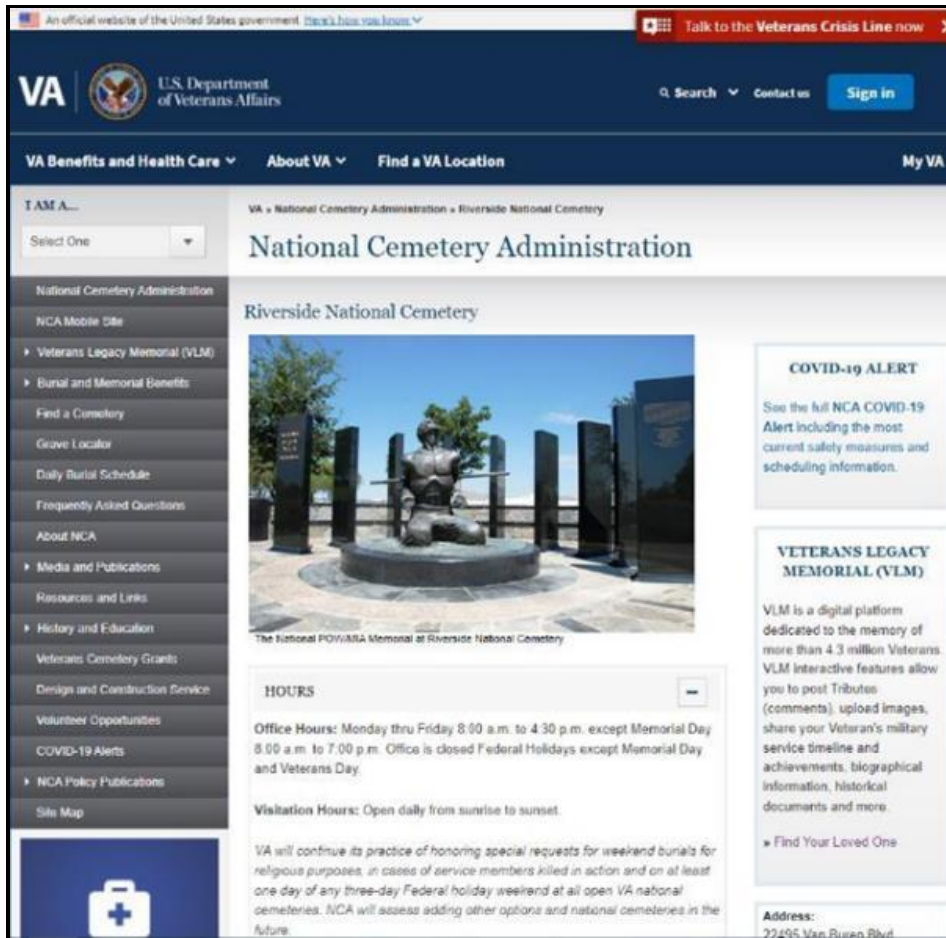 An official website of the United States government Here's how you know
Talk to the Veterans Crisis Line now
VA
U.S. Department
of Veterans Affairs
Search
Contact us
Sign in
VA Benefits and Health Care
About VA
Find a VA Location
My VA
I AM A...
Select One
VA » National Cemetery Administration » Riverside National Cemetery
National Cemetery Administration
National Cemetery Administration
NCA Mobile Site
Veterans Legacy Memorial (VLM)
Burial and Memorial Benefits
Find a Cemetery
Grave Locator
Daily Burial Schedule
Frequently Asked Questions
About NCA
Media and Publications
Resources and Links
History and Education
Veterans Cemetery Grants
Design and Construction Service
Volunteer Opportunities
COVID-19 Alerts
NCA Policy Publications
Site Map
Riverside National Cemetery
The National POW/MIA Memorial at Riverside National Cemetery
HOURS
Office Hours: Monday thru Friday 8:00 a.m. to 4:30 p.m. except Memorial Day
8:00 a.m. to 7:00 p.m. Office is closed Federal Holidays except Memorial Day
and Veterans Day.
Visitation Hours: Open daily from sunrise to sunset.
VA will continue its practice of honoring special requests for weekend burials for
religious purposes, in cases of service members killed in action and on at least
one day of any three-day Federal holiday weekend at all open VA national
cemeteries. NCA will assess adding other options and national cemeteries in the
future.
COVID-19 ALERT
See the full NCA COVID-19
Alert including the most
current safety measures and
scheduling information.
VETERANS LEGACY
MEMORIAL (VLM)
VLM is a digital platform
dedicated to the memory of
more than 4.3 million Veterans.
VLM interactive features allow
you to post Tributes
(comments), upload images,
share your Veteran's military
service timeline and
achievements, biographical
information, historical
documents and more.
» Find Your Loved One
Address:
22495 Van Buren Blvd